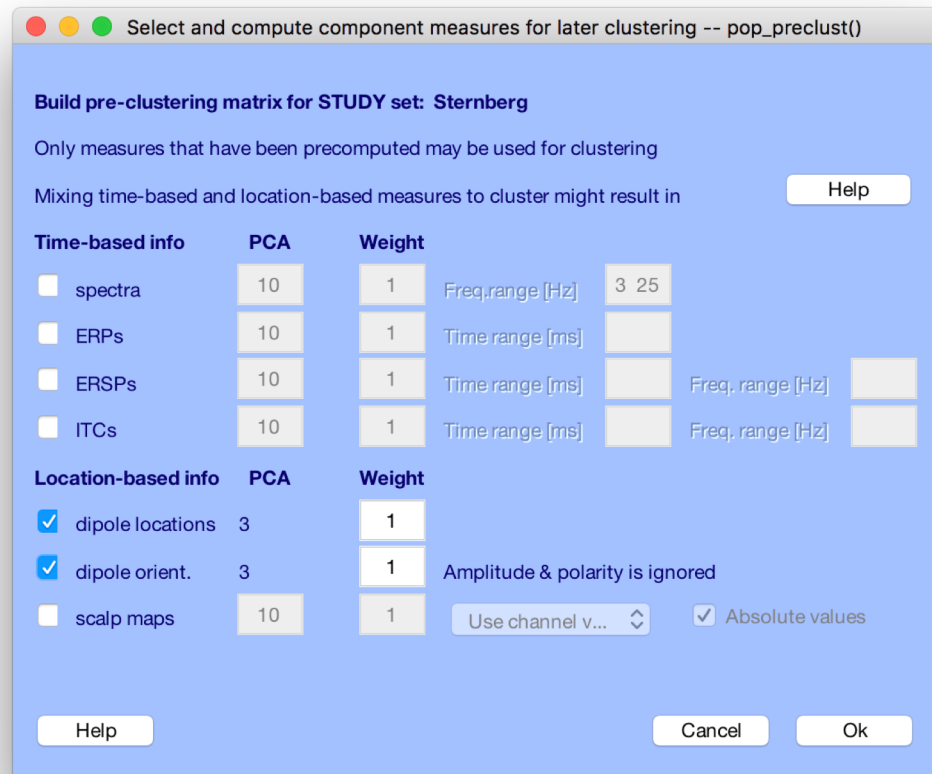 Select and compute component measures for later clustering -- pop_preclust()
Build pre-clustering matrix for STUDY set: Sternberg
Only measures that have been precomputed may be used for clustering
Mixing time-based and location-based measures to cluster might result in Help
Time-based info PCA Weight
spectra 10 1 Freq.range [Hz] 3 25
ERPs 10 1 Time range [ms]
ERSPs 10 1 Time range [ms] Freq. range [Hz]
ITCs 10 1 Time range [ms] Freq. range [Hz]
Location-based info PCA Weight
dipole locations 3 1
dipole orient. 3 1 Amplitude & polarity is ignored
scalp maps 10 1 Use channel v... Absolute values
Help Cancel Ok